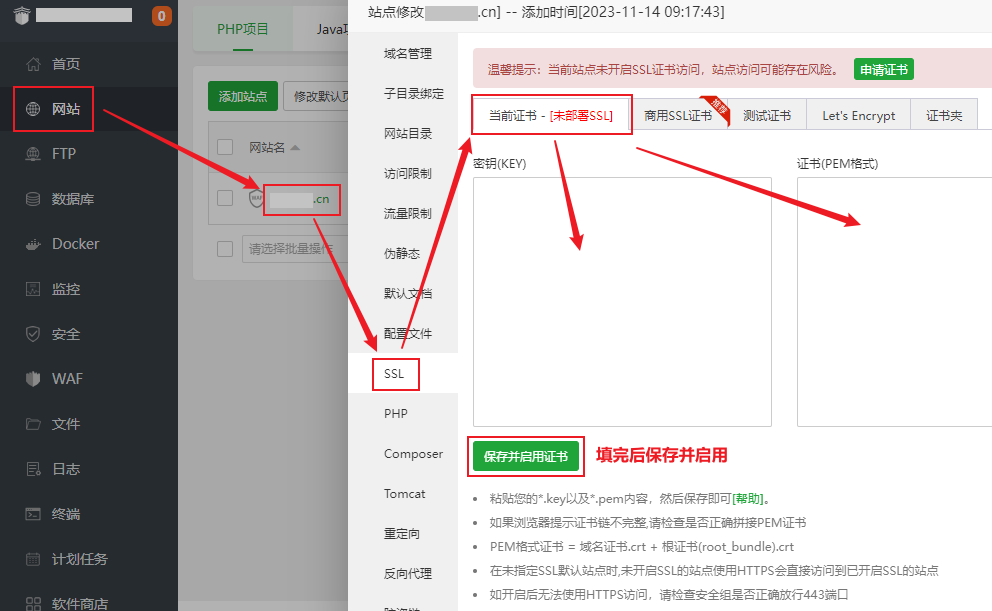 0
首页
网站
FTP
数据库
Docker
监控
安全
WAF
文件
日志
终端
计划任务
软件商店
PHP项目
Java
添加站点
修改默认
网站名
WAF
.cn
请选择批量操作
站点修改 .cn] -- 添加时间[2023-11-14 09:17:43]
域名管理
子目录绑定
网站目录
访问限制
流量限制
伪静态
默认文档
配置文件
SSL
PHP
Composer
Tomcat
重定向
反向代理
温馨提示：当前站点未开启SSL证书访问，站点访问可能存在风险。 申请证书
当前证书 - [未部署SSL]
商用SSL证书
推荐
测试证书
Let's Encrypt
证书夹
密钥(KEY)
证书(PEM格式)
保存并启用证书
填完后保存并启用
粘贴您的*.key以及*.pem内容，然后保存即可[帮助]。
如果浏览器提示证书链不完整,请检查是否正确拼接PEM证书
PEM格式证书 = 域名证书.crt + 根证书(root_bundle).crt
在未指定SSL默认站点时,未开启SSL的站点使用HTTPS会直接访问到已开启SSL的站点
如开启后无法使用HTTPS访问，请检查安全组是否正确放行443端口